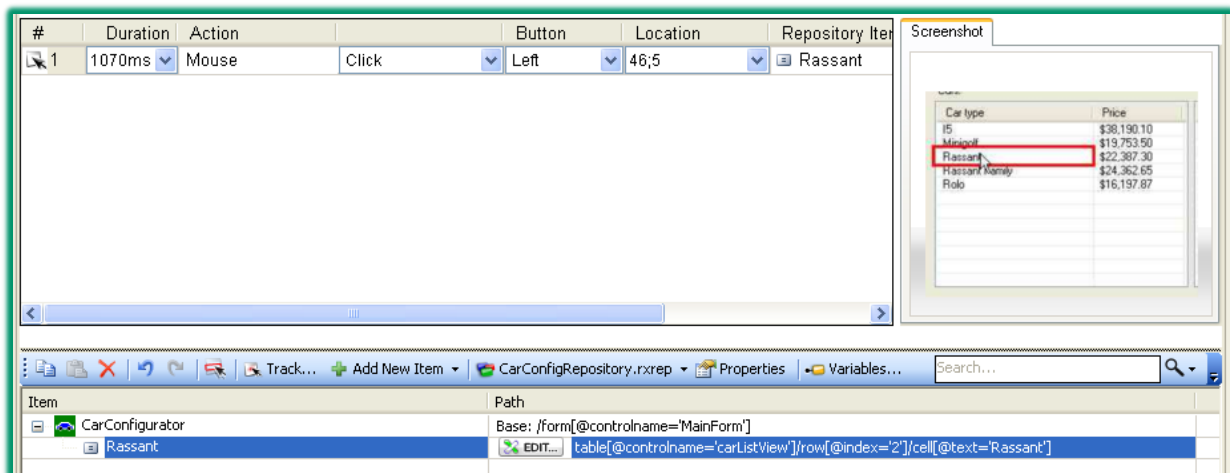 # Duration Action Button Location Repository Iter
1 1070ms Mouse Click Left 46;5 Rassant
Screenshot
Car type Price
I5 $38,190.10
Minigolf $19,753.50
Rassant $22,387.30
Rassant Family $24,362.65
Rolo $16,197.87
Track... Add New Item CarConfigRepository.rxrep Properties Variables... Search...
Item Path
CarConfigurator Base: /form[@controlname='MainForm']
Rassant EDIT... table[@controlname='carListView']/row[@index='2']/cell[@text='Rassant']